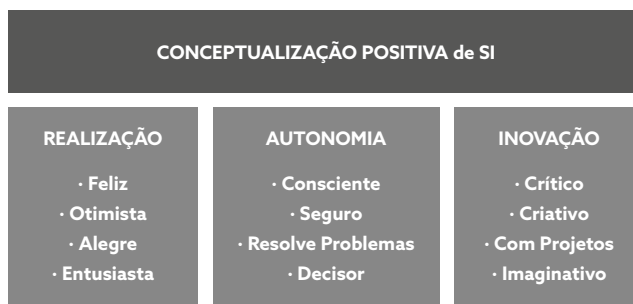 CONCEPTUALIZAÇÃO POSITIVA de SI
REALIZAÇÃO
· Feliz
· Otimista
· Alegre
· Entusiasta
AUTONOMIA
· Consciente
· Seguro
· Resolve Problemas
· Decisor
INOVAÇÃO
· Crítico
· Criativo
· Com Projetos
· Imaginativo